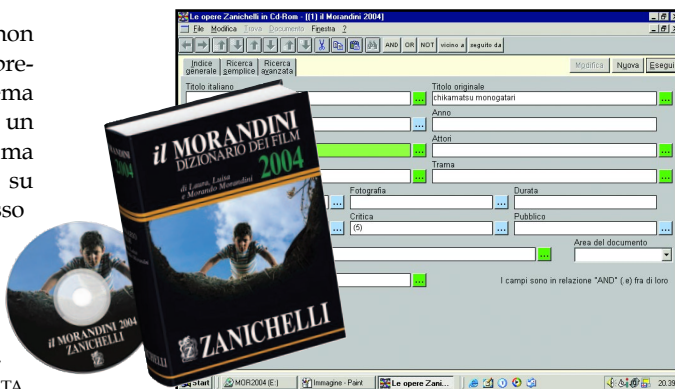 non
pre-
ema
un
ma
su
sso
TA
Le opere Zanichelli in Cd-Rom - [(1) il Morandini 2004]
File Modifica Trova Documento Finestra ?
AND OR NOT vicino a seguito da
Indice generale
Ricerca semplice
Ricerca avanzata
Modifica Nuova Esegui
Titolo italiano
Titolo originale
chikamatsu monogatari
Anno
Attori
Trama
Fotografia
Durata
Critica
Pubblico
(5)
Area del documento
I campi sono in relazione "AND" (.e) fra di loro
Start
MOR2004 (E:)
Immagine - Paint
Le opere Zani...
20.39
il MORANDINI
DIZIONARIO DEI FILM
2004
di Laura, Luisa
e Morando Morandini
ZANICHELLI
MORANDINI
2004
il MORANDINI 2004
ZANICHELLI